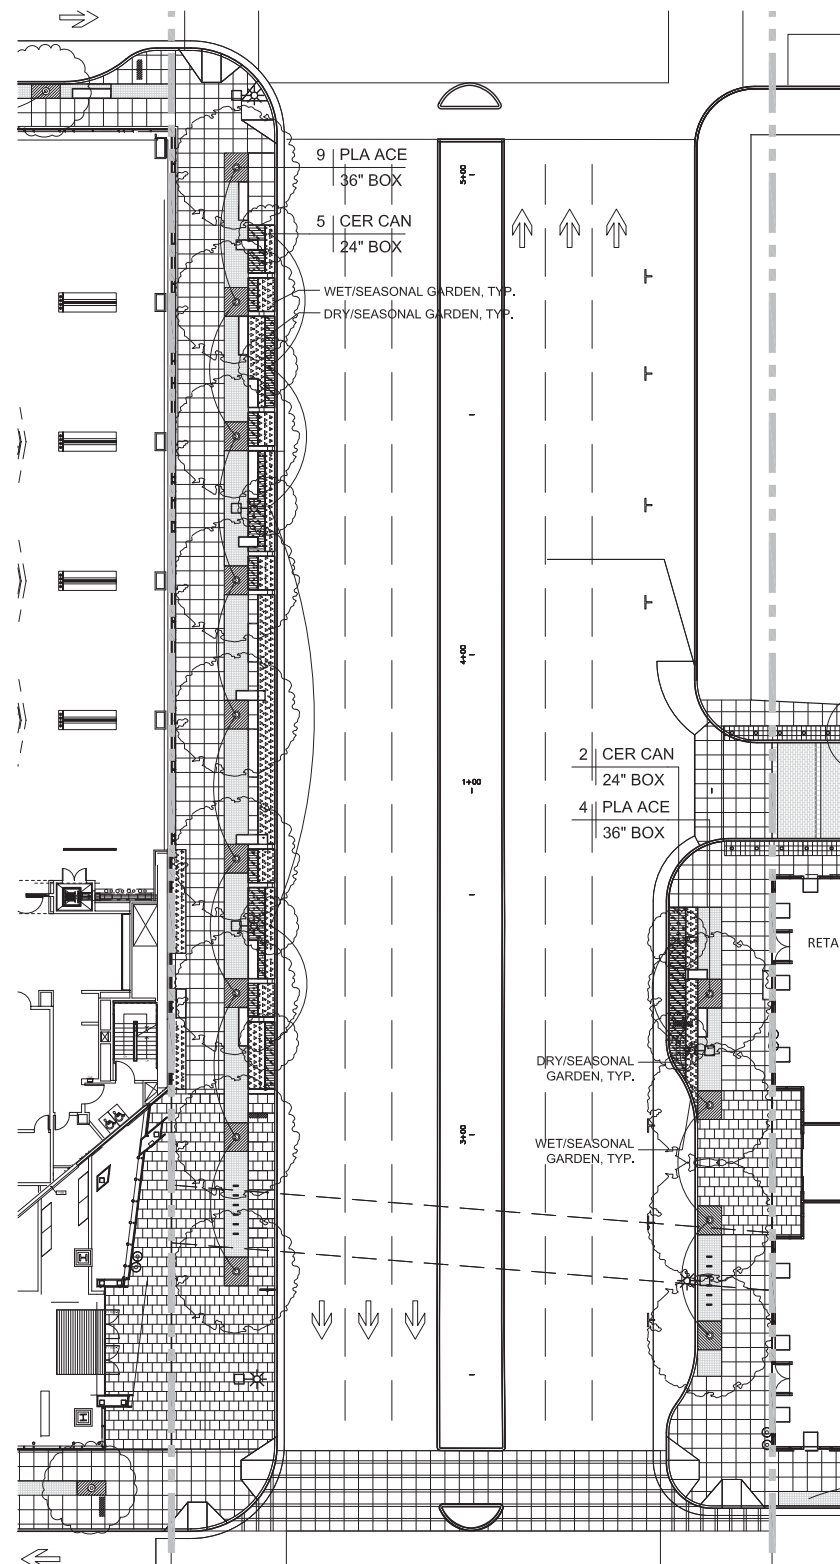 9 PLA ACE
36" BOX
5 CER CAN
24" BOX
WET/SEASONAL GARDEN, TYP.
DRY/SEASONAL GARDEN, TYP.
5+00
4+00
1+00
2 CER CAN
24" BOX
4 PLA ACE
36" BOX
RETA
DRY/SEASONAL
GARDEN, TYP.
3+00
WET/SEASONAL
GARDEN, TYP.
H
H